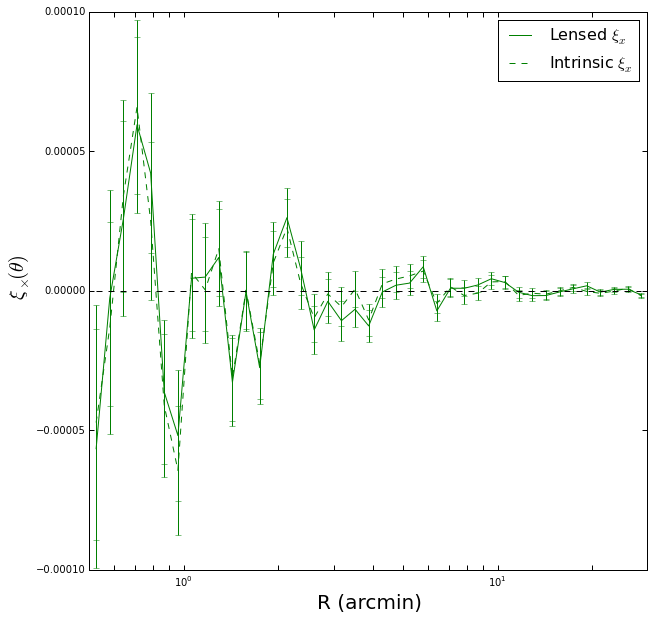 0.00010
0.00005
0.00000
−0.00005
−0.00010
ξ×(θ)
Lensed ξx
Intrinsic ξx
10⁰
10¹
R (arcmin)